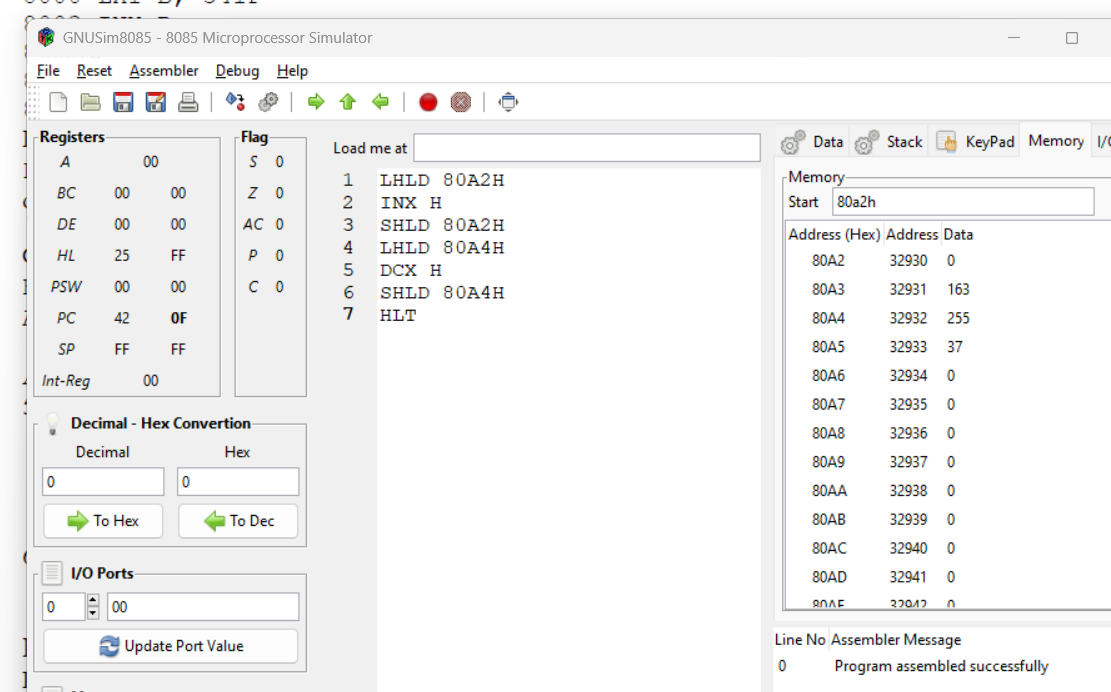 GNUSim8085 - 8085 Microprocessor Simulator
File Reset Assembler Debug Help
Registers
A 00
BC 00 00
DE 00 00
HL 25 FF
PSW 00 00
PC 42 0F
SP FF FF
Int-Reg 00
Flag
S 0
Z 0
AC 0
P 0
C 0
Decimal - Hex Convertion
Decimal Hex
0 0
To Hex To Dec
I/O Ports
0 00
Update Port Value
Load me at
1 LHLD 80A2H
2 INX H
3 SHLD 80A2H
4 LHLD 80A4H
5 DCX H
6 SHLD 80A4H
7 HLT
Data Stack KeyPad Memory
Memory
Start 80a2h
Address (Hex) Address Data
80A2 32930 0
80A3 32931 163
80A4 32932 255
80A5 32933 37
80A6 32934 0
80A7 32935 0
80A8 32936 0
80A9 32937 0
80AA 32938 0
80AB 32939 0
80AC 32940 0
80AD 32941 0
80AE 32942 0
Line No Assembler Message
0 Program assembled successfully